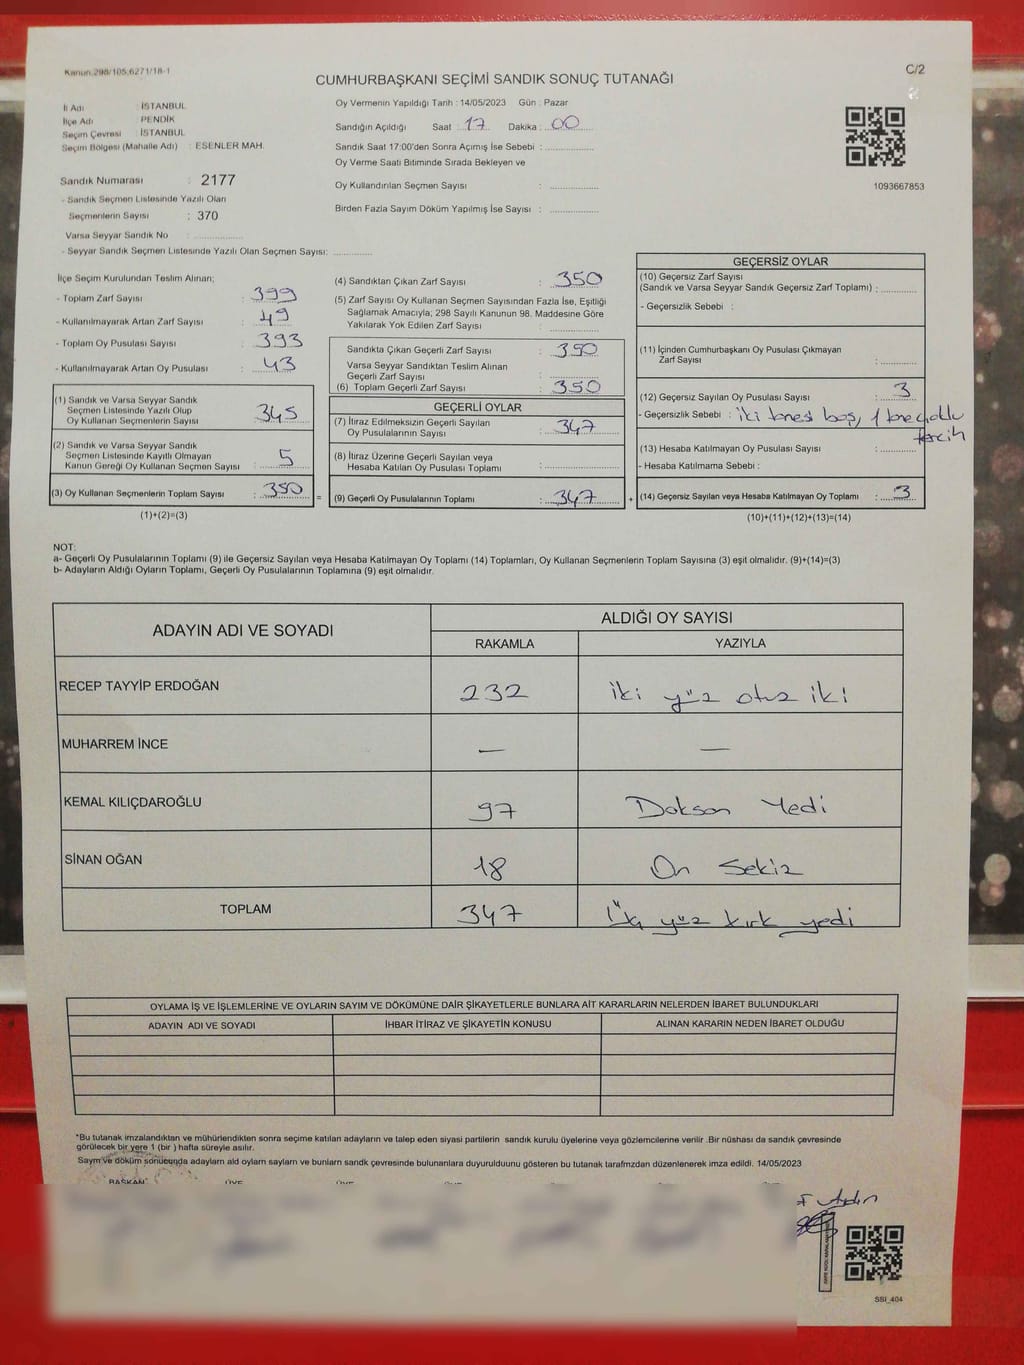 Kanun 298/105,6271/18-1
C/2
CUMHURBAŞKANI SEÇİMİ SANDIK SONUÇ TUTANAĞI
İl Adı : İSTANBUL
İlçe Adı : PENDİK
Seçim Çevresi : İSTANBUL
Seçim Bölgesi (Mahalle Adı) : ESENLER MAH.
Sandık Numarası : 2177
- Sandık Seçmen Listesinde Yazılı Olan
Seçmenlerin Sayısı : 370
Varsa Seyyar Sandık No : ..................
- Seyyar Sandık Seçmen Listesinde Yazılı Olan Seçmen Sayısı: ..............
Oy Vermenin Yapıldığı Tarih : 14/05/2023 Gün : Pazar
Sandığın Açıldığı Saat : 17 Dakika : 00
Sandık Saat 17:00'den Sonra Açımış İse Sebebi : ..................
Oy Verme Saati Bitiminde Sırada Bekleyen ve
Oy Kullandırılan Seçmen Sayısı : ..................
Birden Fazla Sayım Döküm Yapılmış İse Sayısı : ..................
1093667853
İlçe Seçim Kurulundan Teslim Alınan;
- Toplam Zarf Sayısı : 399
- Kullanılmayarak Artan Zarf Sayısı : 49
- Toplam Oy Pusulası Sayısı : 393
- Kullanılmayarak Artan Oy Pusulası : 43
(1) Sandık ve Varsa Seyyar Sandık
Seçmen Listesinde Yazılı Olup
Oy Kullanan Seçmenlerin Sayısı : 345
(2) Sandık ve Varsa Seyyar Sandık
Seçmen Listesinde Kayıtlı Olmayan
Kanun Gereği Oy Kullanan Seçmen Sayısı : 5
(3) Oy Kullanan Seçmenlerin Toplam Sayısı : 350 =
(1)+(2)=(3)
(4) Sandıktan Çıkan Zarf Sayısı : 350
(5) Zarf Sayısı Oy Kullanan Seçmen Sayısından Fazla İse, Eşitliği
Sağlamak Amacıyla; 298 Sayılı Kanunun 98. Maddesine Göre
Yakılarak Yok Edilen Zarf Sayısı : ..................
Sandıkta Çıkan Geçerli Zarf Sayısı : 350
Varsa Seyyar Sandıktan Teslim Alınan
Geçerli Zarf Sayısı : ..................
(6) Toplam Geçerli Zarf Sayısı : 350
GEÇERLİ OYLAR
(7) İtiraz Edilmeksizin Geçerli Sayılan
Oy Pusulalarının Sayısı : 347
(8) İtiraz Üzerine Geçerli Sayılan veya
Hesaba Katılan Oy Pusulası Toplamı : ..................
(9) Geçerli Oy Pusulalarının Toplamı : 347 +
GEÇERSİZ OYLAR
(10) Geçersiz Zarf Sayısı
(Sandık ve Varsa Seyyar Sandık Geçersiz Zarf Toplamı) : ............
- Geçersizlik Sebebi :
(11) İçinden Cumhurbaşkanı Oy Pusulası Çıkmayan
Zarf Sayısı : ............
(12) Geçersiz Sayılan Oy Pusulası Sayısı : 3
- Geçersizlik Sebebi : iki tanesi boş, 1 tane çoklu
tercih
(13) Hesaba Katılmayan Oy Pusulası Sayısı : ............
- Hesaba Katılmama Sebebi :
(14) Geçersiz Sayılan veya Hesaba Katılmayan Oy Toplamı : 3
(10)+(11)+(12)+(13)=(14)
NOT:
a- Geçerli Oy Pusulalarının Toplamı (9) ile Geçersiz Sayılan veya Hesaba Katılmayan Oy Toplamı (14) Toplamları, Oy Kullanan Seçmenlerin Toplam Sayısına (3) eşit olmalıdır. (9)+(14)=(3)
b- Adayların Aldığı Oyların Toplamı, Geçerli Oy Pusulalarının Toplamına (9) eşit olmalıdır.
ADAYIN ADI VE SOYADI
ALDIĞI OY SAYISI
RAKAMLA YAZIYLA
RECEP TAYYİP ERDOĞAN 232 iki yüz otuz iki
MUHARREM İNCE — —
KEMAL KILIÇDAROĞLU 97 Doksan Yedi
SİNAN OĞAN 18 On Sekiz
TOPLAM 347 Üç yüz kırk yedi
OYLAMA İŞ VE İŞLEMLERİNE VE OYLARIN SAYIM VE DÖKÜMÜNE DAİR ŞİKAYETLERLE BUNLARA AİT KARARLARIN NELERDEN İBARET BULUNDUKLARI
ADAYIN ADI VE SOYADI İHBAR İTİRAZ VE ŞİKAYETİN KONUSU ALINAN KARARIN NEDEN İBARET OLDUĞU
*Bu tutanak imzalandıktan ve mühürlendikten sonra seçime katılan adayların ve talep eden siyasi partilerin sandık kurulu üyelerine veya gözlemcilerine verilir .Bir nüshası da sandık çevresinde
görülecek bir yere 1 (bir ) hafta süreyle asılır.
Sayım ve döküm sonucunda adayların ald oyların sayların ve bunların sandk çevresinde bulunanlara duyurulduunu gösteren bu tutanak tarafmzdan düzenlenerek imza edildi. 14/05/2023
BAŞKAN ÜYE ÜYE
SSI_404